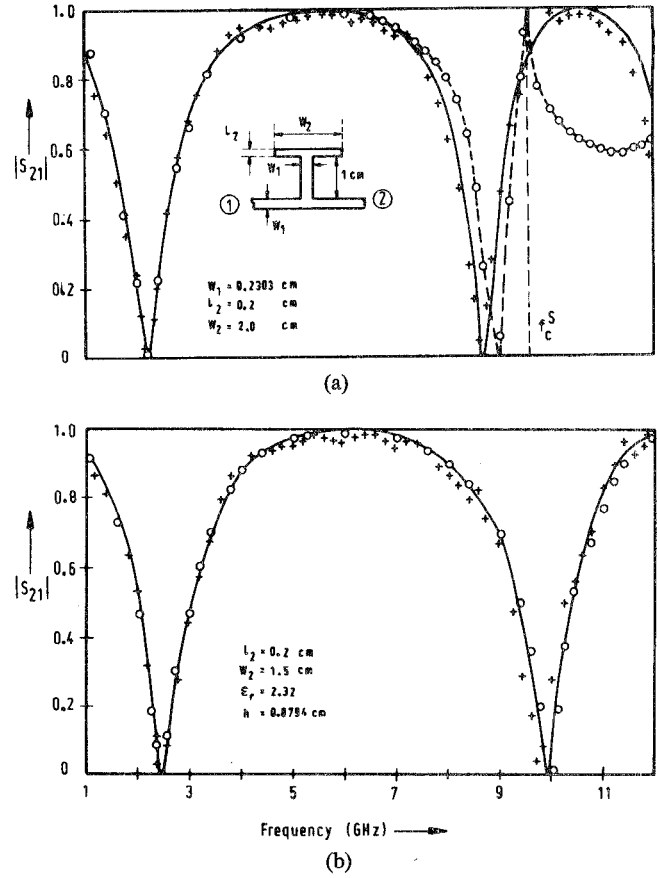 (a)
1.0
0.8
0.6
0.4
0.2
0
|S21|
W2
l2
W1
1 cm
① ②
W1
W1 = 0.2303 cm
l2 = 0.2 cm
W2 = 2.0 cm
f_c^S
(a)
1.0
0.8
0.6
0.4
0.2
0
|S21|
l2 = 0.2 cm
W2 = 1.5 cm
εr = 2.32
1 3 5 7 9 11
Frequency (GHz)
(b)